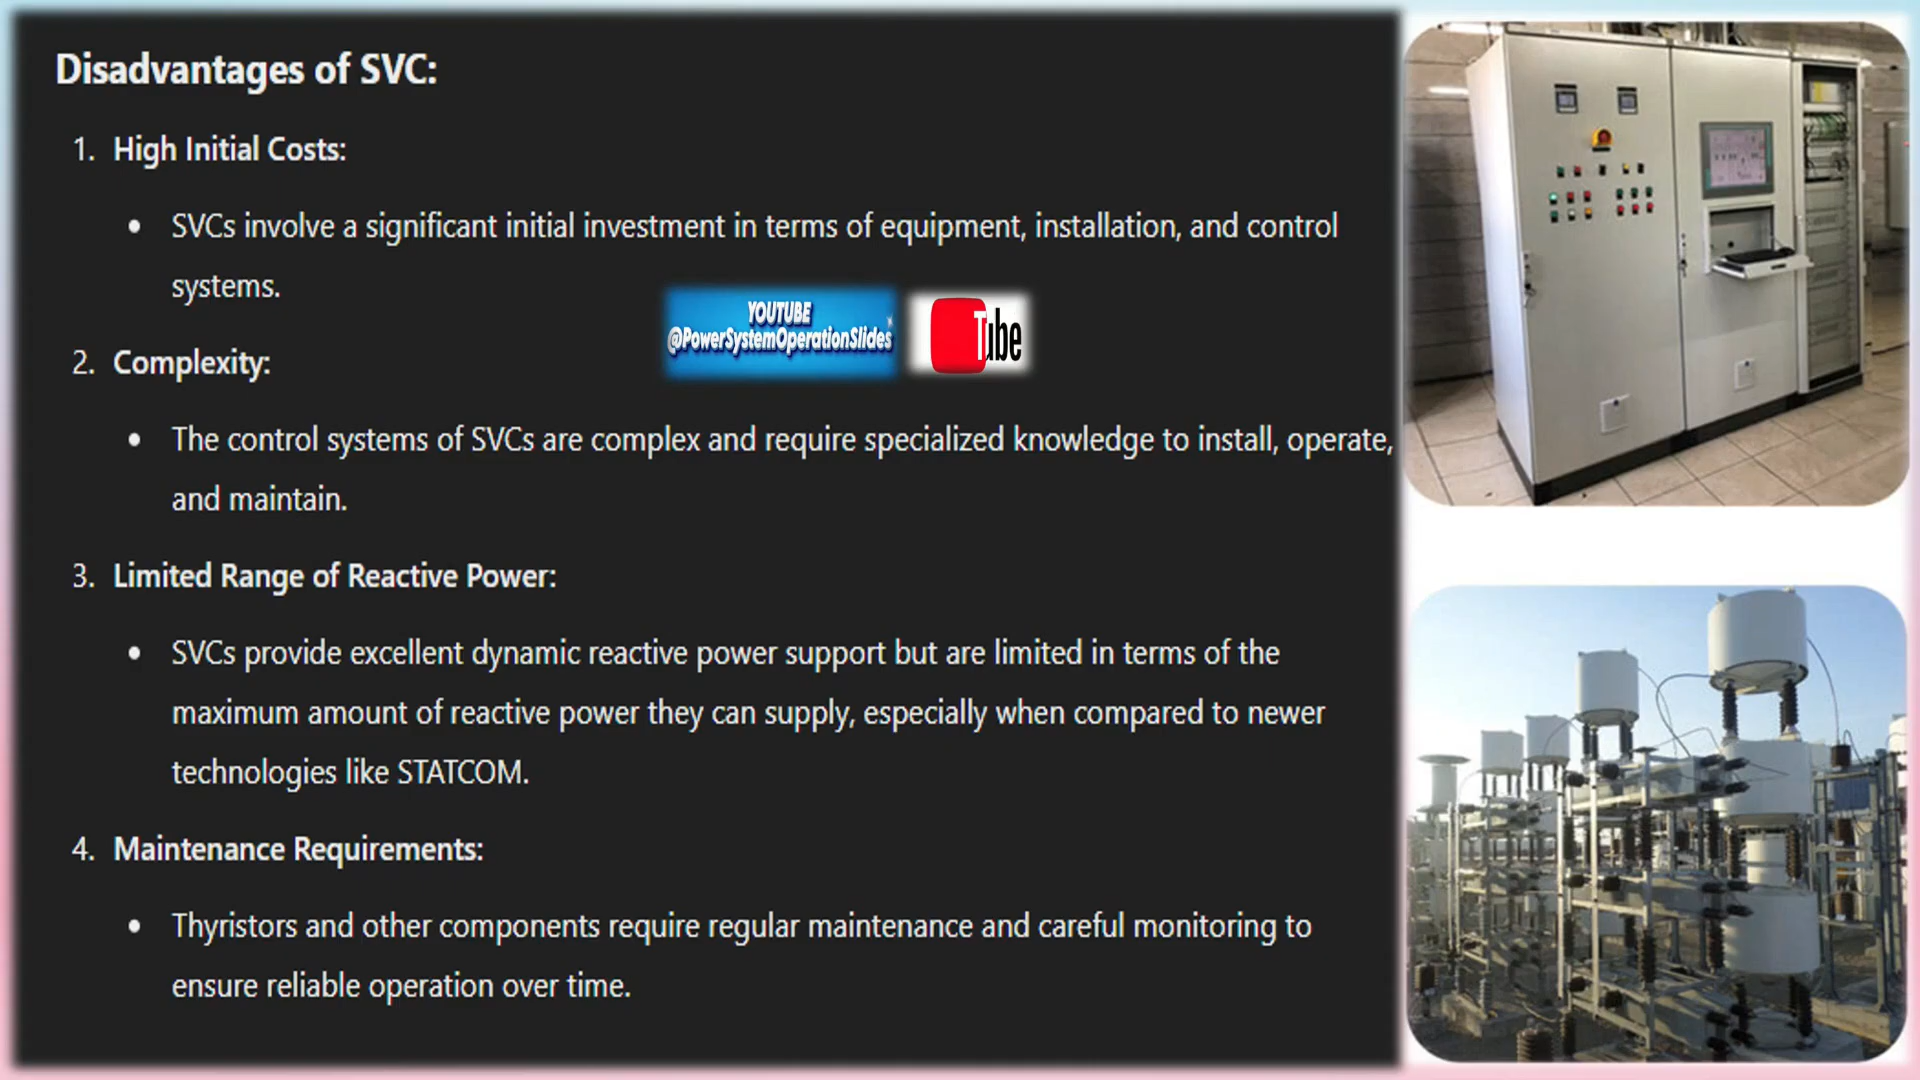 Disadvantages of SVC:
1. High Initial Costs:
• SVCs involve a significant initial investment in terms of equipment, installation, and control
systems.
YOUTUBE
@PowerSystemOperationSlides
Tube
2. Complexity:
• The control systems of SVCs are complex and require specialized knowledge to install, operate,
and maintain.
3. Limited Range of Reactive Power:
• SVCs provide excellent dynamic reactive power support but are limited in terms of the
maximum amount of reactive power they can supply, especially when compared to newer
technologies like STATCOM.
4. Maintenance Requirements:
• Thyristors and other components require regular maintenance and careful monitoring to
ensure reliable operation over time.